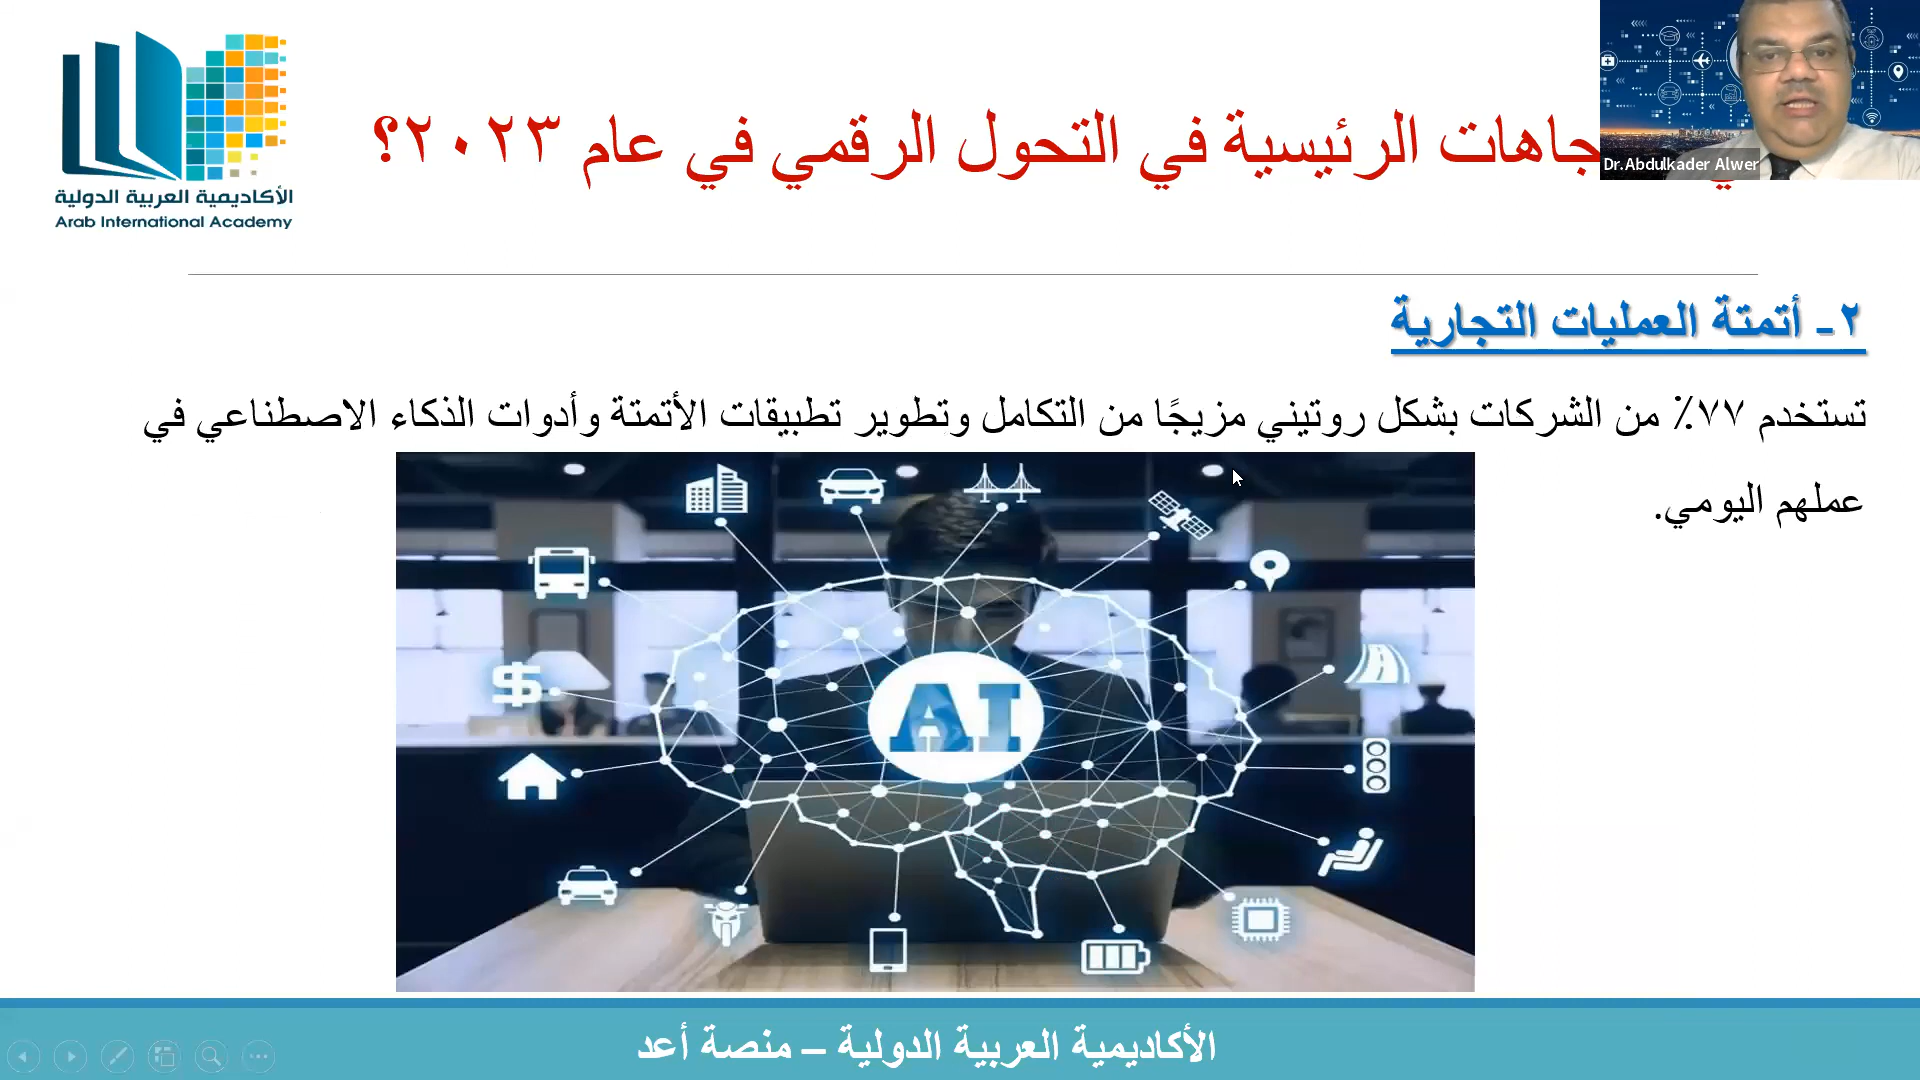 الأكاديمية العربية الدولية
Arab International Academy
الرئيسية في التحول الرقمي في عام ٢٠٢٣؟
Dr.Abdulkader Alwer
٢- أتمتة العمليات التجارية
تستخدم ٧٧٪ من الشركات بشكل روتيني مزيجًا من التكامل وتطوير تطبيقات الأتمتة وأدوات الذكاء الاصطناعي في
عملهم اليومي.
AI
الأكاديمية العربية الدولية – منصة أعد